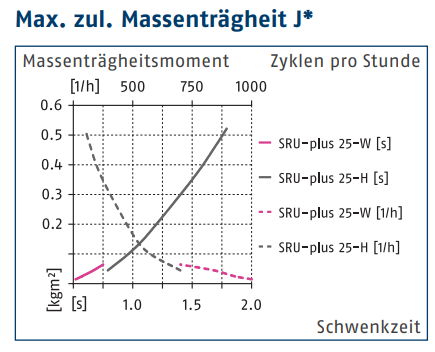 Max. zul. Massenträgheit J*
Massenträgheitsmoment Zyklen pro Stunde
[1/h] 500 750 1000
0.6
0.5
0.4
0.3
0.2
SRU-plus 25-W [s]
SRU-plus 25-H [s]
SRU-plus 25-W [1/h]
SRU-plus 25-H [1/h]
[kgm²]
[s] 1.0 1.5 2.0
Schwenkzeit